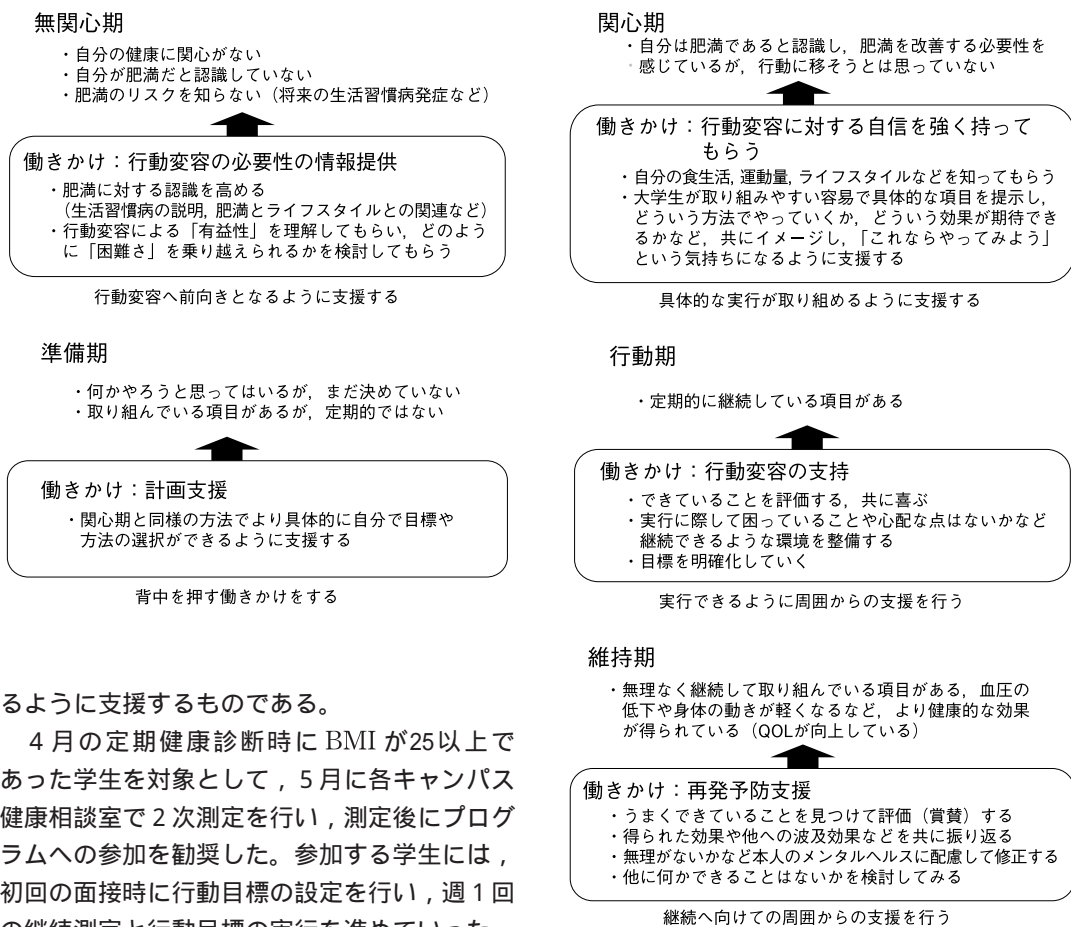 無関心期
・自分の健康に関心がない
・自分が肥満だと認識していない
・肥満のリスクを知らない（将来の生活習慣病発症など）
働きかけ：行動変容の必要性の情報提供
・肥満に対する認識を高める
（生活習慣病の説明，肥満とライフスタイルとの関連など）
・行動変容による「有益性」を理解してもらい，どのよう
に「困難さ」を乗り越えられるかを検討してもらう
行動変容へ前向きとなるように支援する
準備期
・何かやろうと思ってはいるが，まだ決めていない
・取り組んでいる項目があるが，定期的ではない
働きかけ：計画支援
・関心期と同様の方法でより具体的に自分で目標や
方法の選択ができるように支援する
背中を押す働きかけをする
るように支援するものである。
４月の定期健康診断時に BMI が25以上で
あった学生を対象として，５月に各キャンパス
健康相談室で２次測定を行い，測定後にプログ
ラムへの参加を勧奨した。参加する学生には，
初回の面接時に行動目標の設定を行い，週１回
の継続測定と行動目標の実行を進めていった
関心期
・自分は肥満であると認識し，肥満を改善する必要性を
・感じているが，行動に移そうとは思っていない
働きかけ：行動変容に対する自信を強く持って
もらう
・自分の食生活，運動量，ライフスタイルなどを知ってもらう
・大学生が取り組みやすい容易で具体的な項目を提示し，
どういう方法でやっていくか，どういう効果が期待でき
るかなど，共にイメージし，「これならやってみよう」
という気持ちになるように支援する
具体的な実行が取り組めるように支援する
行動期
・定期的に継続している項目がある
働きかけ：行動変容の支持
・できていることを評価する，共に喜ぶ
・実行に際して困っていることや心配な点はないかなど
継続できるような環境を整備する
・目標を明確化していく
実行できるように周囲からの支援を行う
維持期
・無理なく継続して取り組んでいる項目がある，血圧の
低下や身体の動きが軽くなるなど，より健康的な効果
が得られている（QOLが向上している）
働きかけ：再発予防支援
・うまくできていることを見つけて評価（賞賛）する
・得られた効果や他への波及効果などを共に振り返る
・無理がないかなど本人のメンタルヘルスに配慮して修正する
・他に何かできることはないかを検討してみる
継続へ向けての周囲からの支援を行う